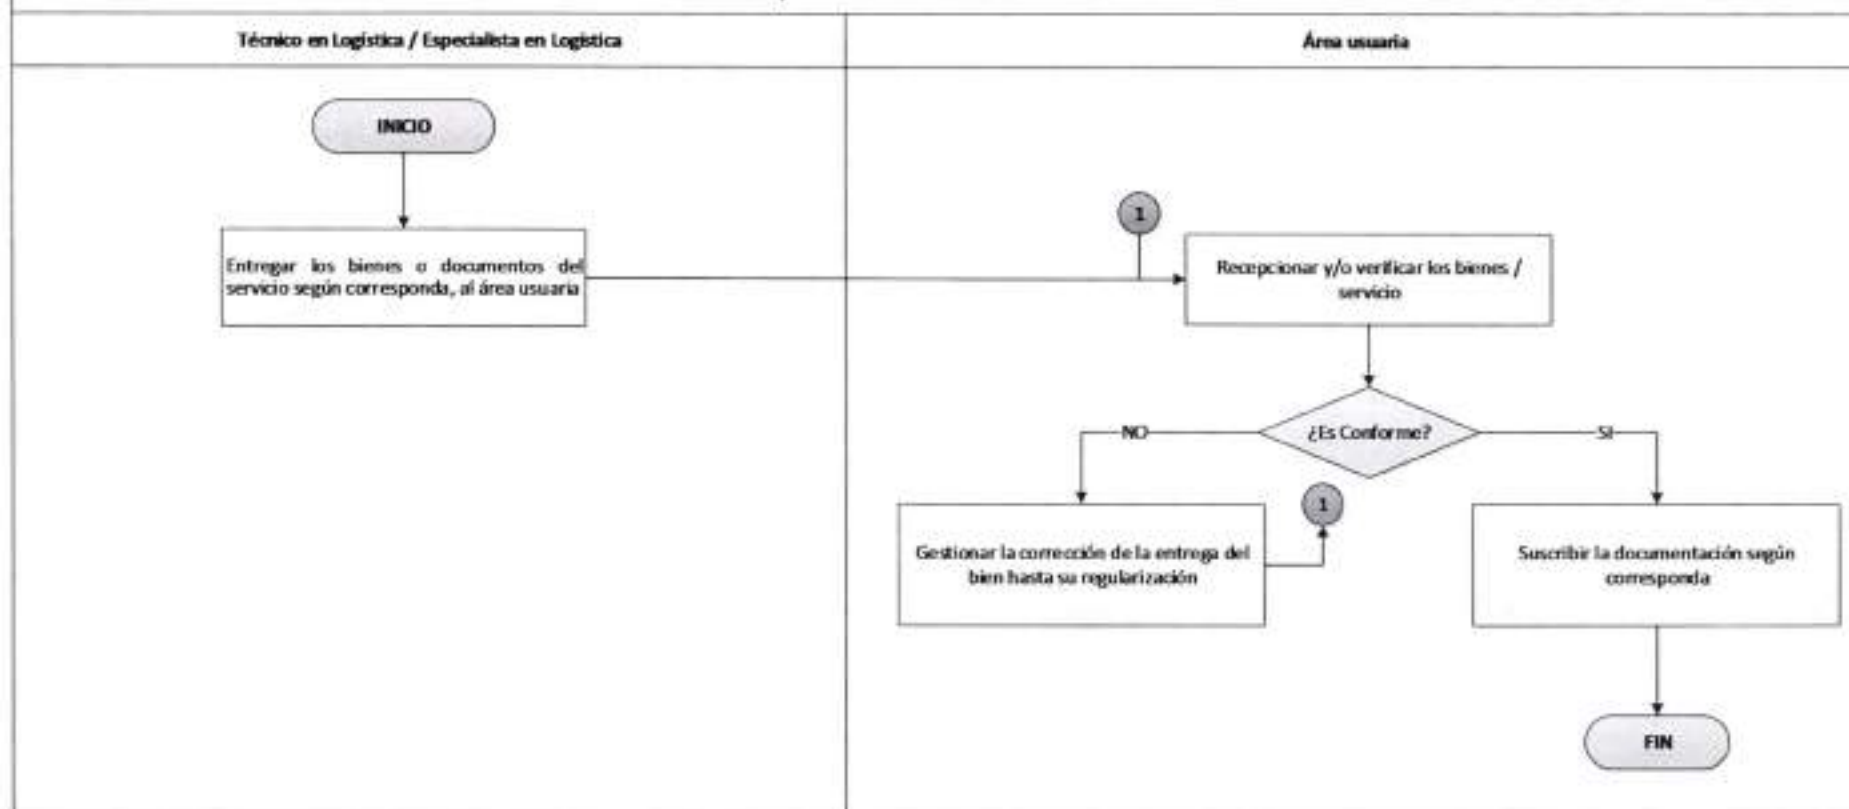 Técnico en Logística / Especialista en Logística
Área usuaria
INICIO
1
Entregar los bienes o documentos del
servicio según corresponda, al área usuaria
Recepcionar y/o verificar los bienes /
servicio
NO
¿Es Conforme?
SI
1
Gestionar la corrección de la entrega del
bien hasta su regularización
Suscribir la documentación según
corresponda
FIN